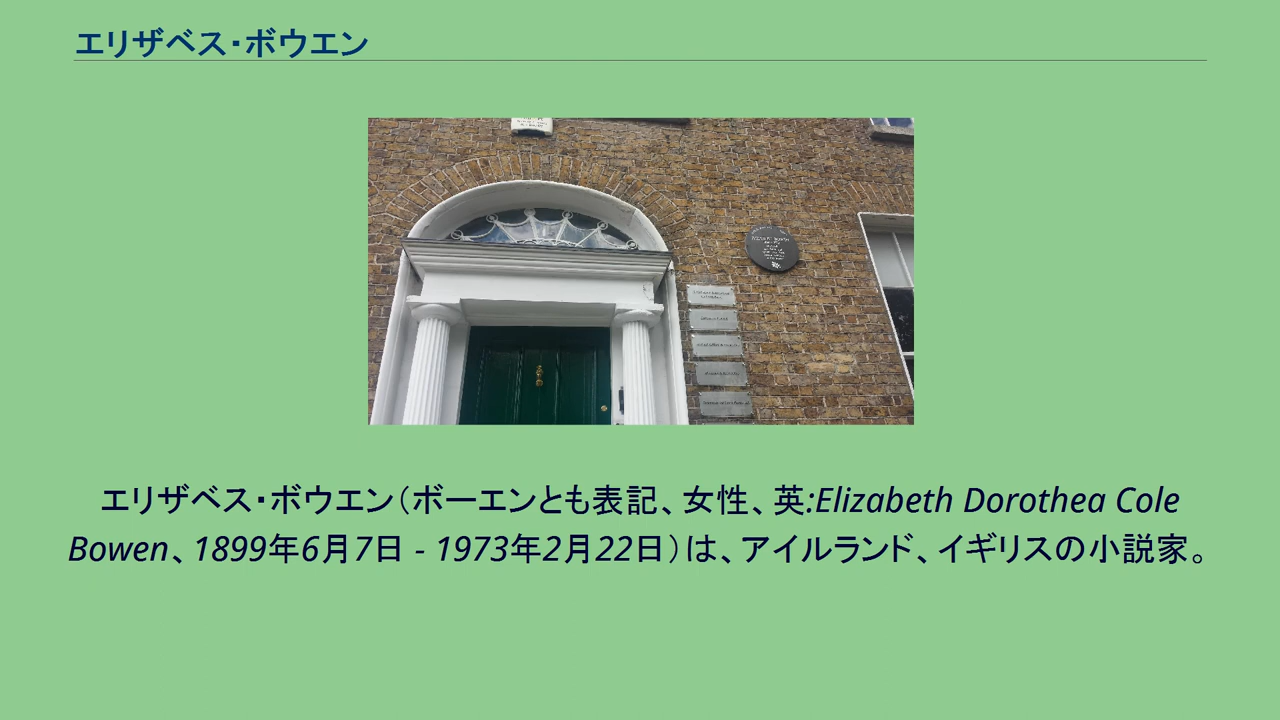 エリザベス・ボウエン
エリザベス・ボウエン（ボーエンとも表記、女性、英:Elizabeth Dorothea Cole
Bowen、1899年6月7日 - 1973年2月22日）は、アイルランド、イギリスの小説家。